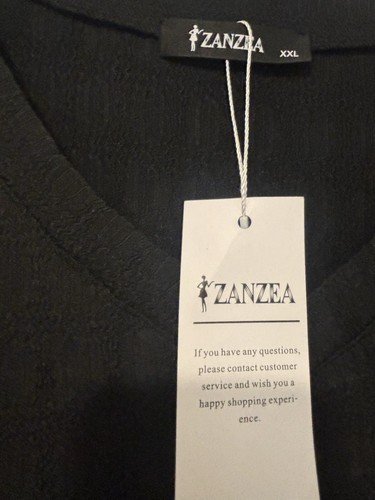 ZANZEA
XXL
ZANZEA
If you have any questions,
please contact customer
service and wish you a
happy shopping experi-
ence.